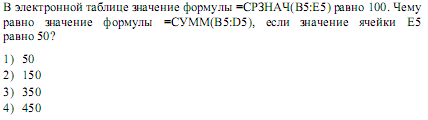 В электронной таблице значение формулы =СРЗНАЧ(B5:E5) равно 100. Чему
равно значение формулы =СУММ(B5:D5), если значение ячейки E5
равно 50?
1) 50
2) 150
3) 350
4) 450